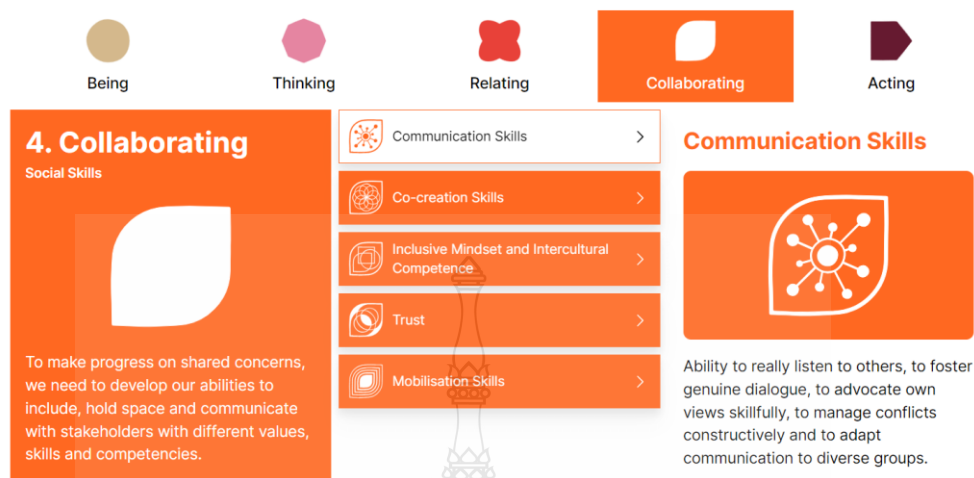 Being
Thinking
Relating
Collaborating
Acting
4. Collaborating
Social Skills
To make progress on shared concerns,
we need to develop our abilities to
include, hold space and communicate
with stakeholders with different values,
skills and competencies.
Communication Skills
Co-creation Skills
Inclusive Mindset and Intercultural
Competence
Trust
Mobilisation Skills
Communication Skills
Ability to really listen to others, to foster
genuine dialogue, to advocate own
views skillfully, to manage conflicts
constructively and to adapt
communication to diverse groups.